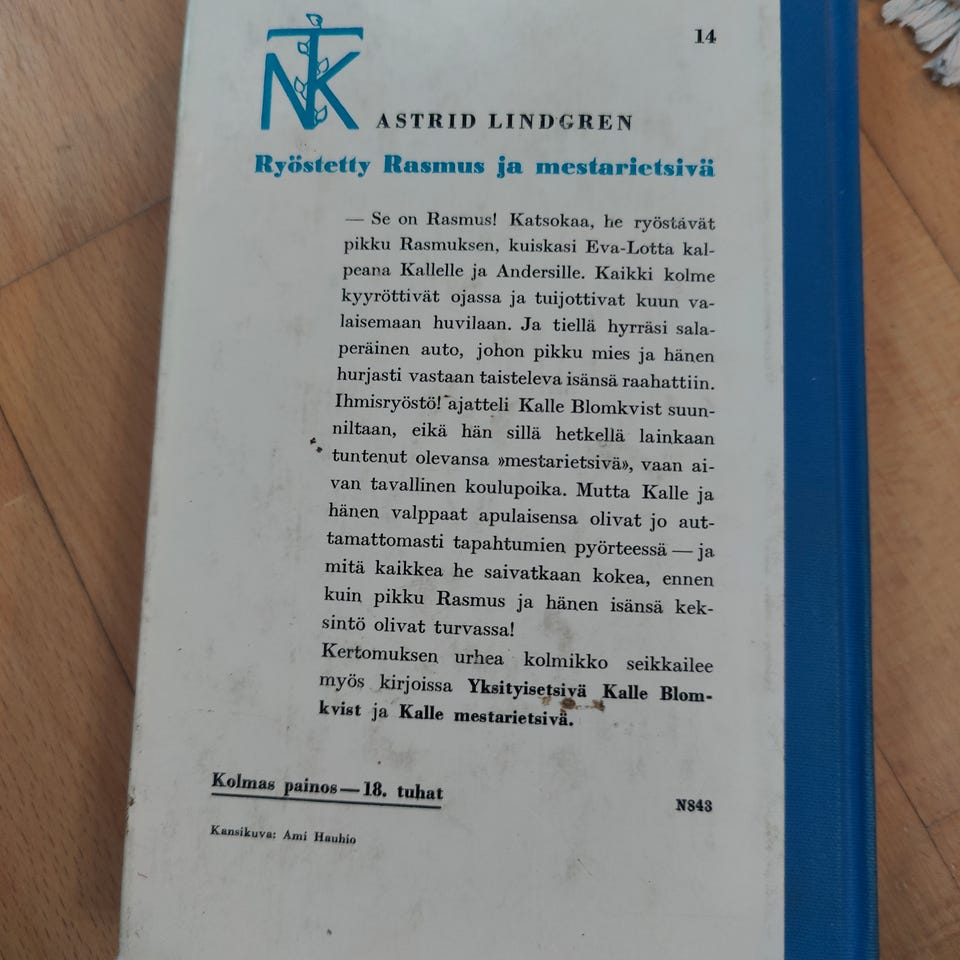 14
NTK
ASTRID LINDGREN
Ryöstetty Rasmus ja mestarietsivä
— Se on Rasmus! Katsokaa, he ryöstävät
pikku Rasmuksen, kuiskasi Eva-Lotta kal-
peana Kallelle ja Andersille. Kaikki kolme
kyyröttivät ojassa ja tuijottivat kuun va-
laisemaan huvilaan. Ja tiellä hyrräsi sala-
peräinen auto, johon pikku mies ja hänen
hurjasti vastaan taisteleva isänsä raahattiin.
Ihmisryöstö! ajatteli Kalle Blomkvist suun-
niltaan, eikä hän sillä hetkellä lainkaan
tuntenut olevansa »mestarietsivä», vaan ai-
van tavallinen koulupoika. Mutta Kalle ja
hänen valppaat apulaisensa olivat jo aut-
tamattomasti tapahtumien pyörteessä — ja
mitä kaikkea he saivatkaan kokea, ennen
kuin pikku Rasmus ja hänen isänsä kek-
sintö olivat turvassa!
Kertomuksen urhea kolmikko seikkailee
myös kirjoissa Yksityisetsivä Kalle Blom-
kvist ja Kalle mestarietsivä.
Kolmas painos — 18. tuhat
N843
Kansikuva: Ami Hauhio